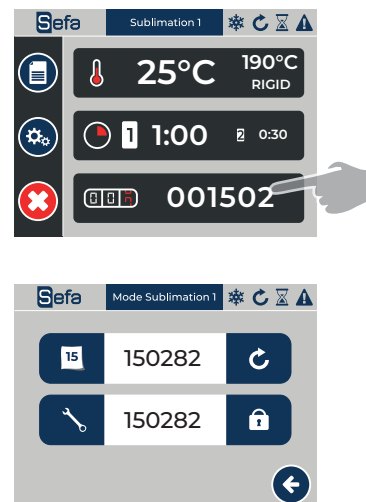 Sefa Sublimation 1
25°C 190°C
RIGID
1 1:00 2 0:30
001502
Sefa Mode Sublimation 1
15 150282
150282